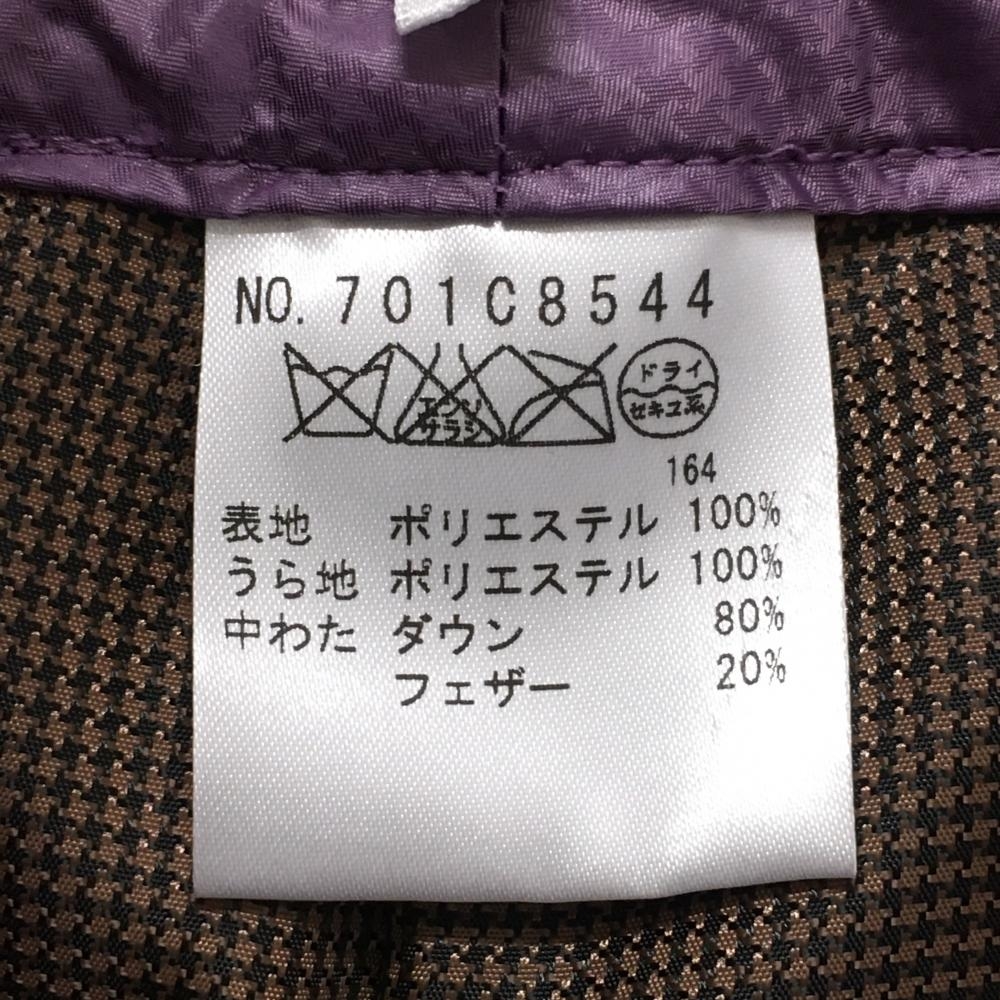 NO. 701C8544
エンソ
サラシ
ドライ
セキユ系
164
表地 ポリエステル 100%
うら地 ポリエステル 100%
中わた ダウン 80%
フェザー 20%